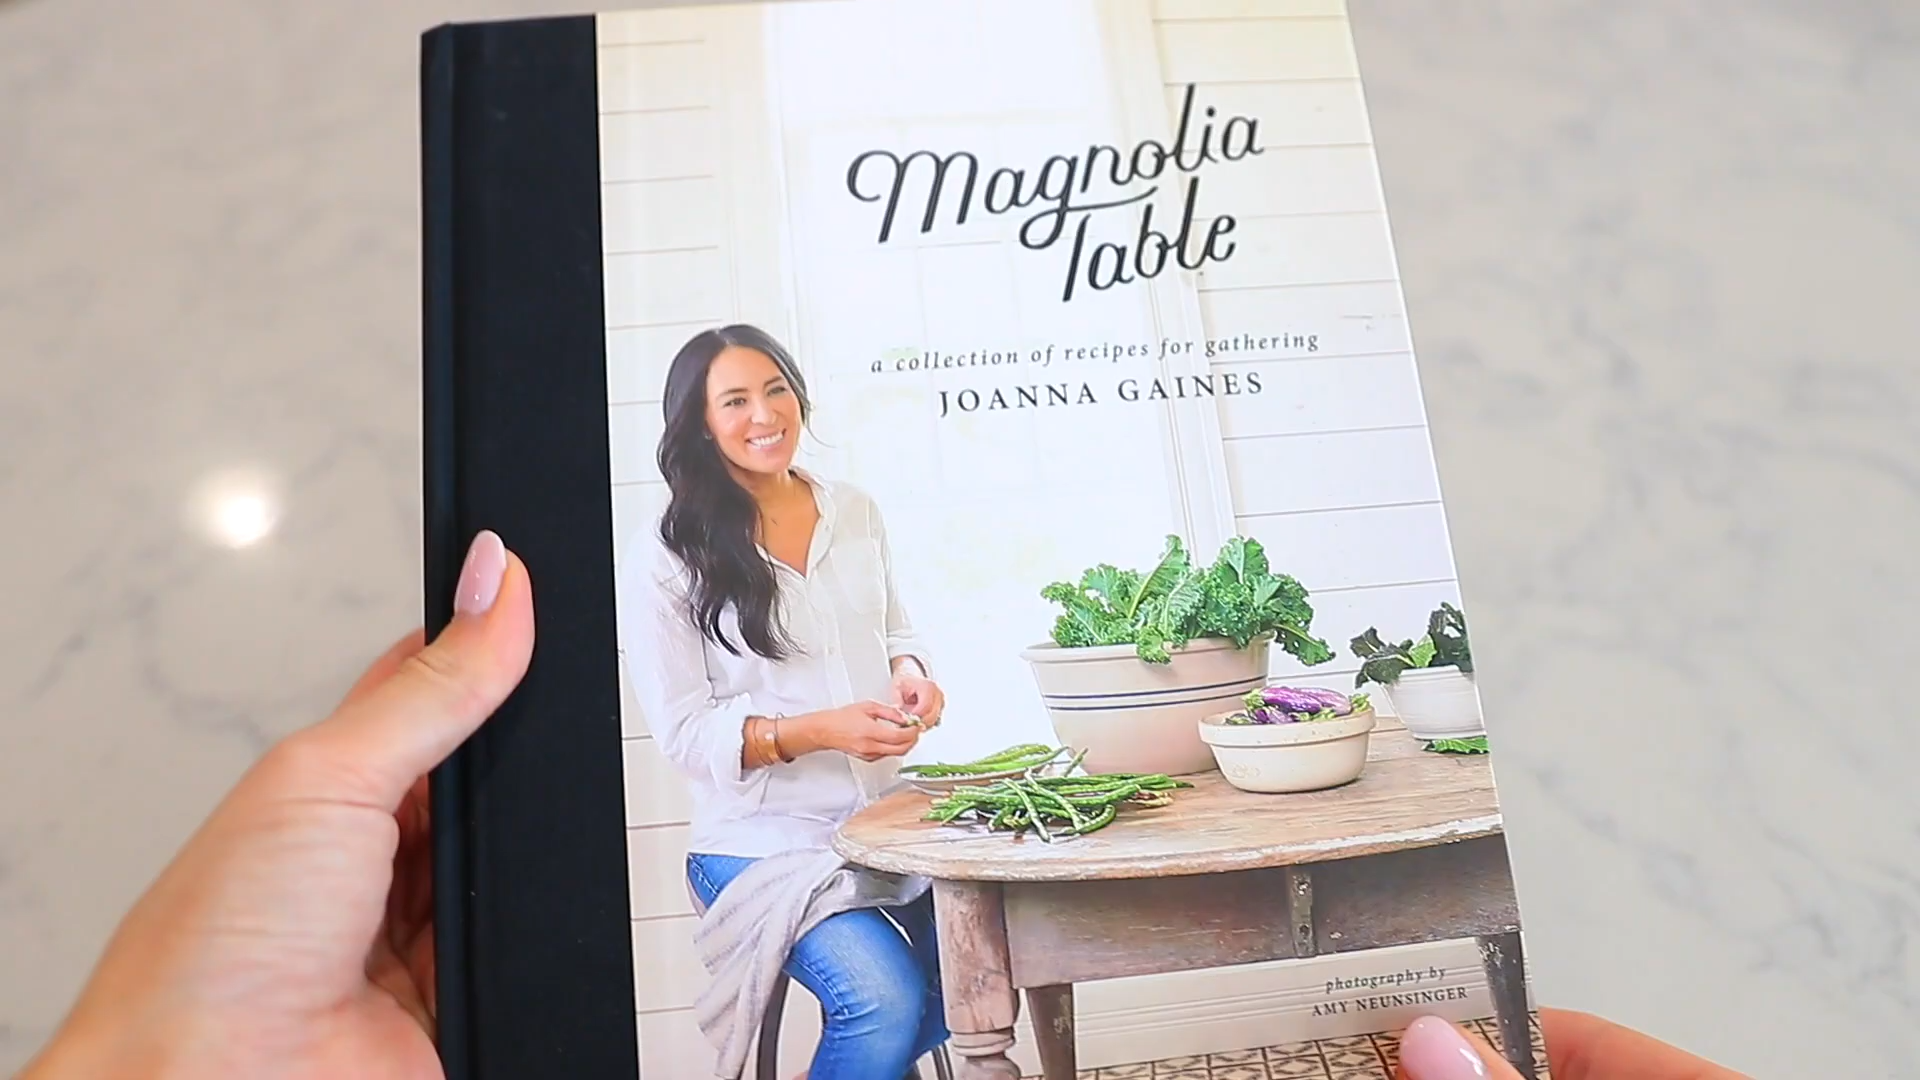 Magnolia
Table
a collection of recipes for gathering
JOANNA GAINES
photography by
AMY NEUNSINGER